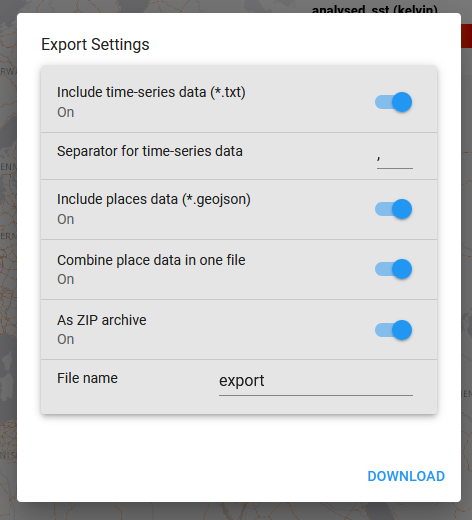 analysed_sst (kelvin)
Export Settings
Include time-series data (*.txt)
On
Separator for time-series data
,
Include places data (*.geojson)
On
Combine place data in one file
On
As ZIP archive
On
File name
export
DOWNLOAD